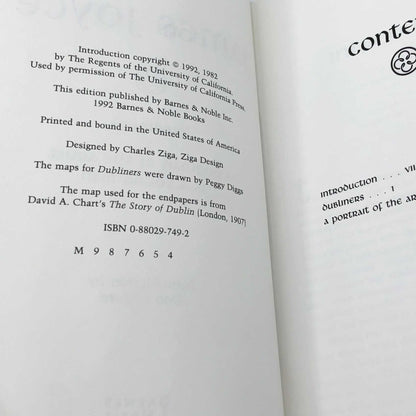 Introduction copyright © 1992, 1982
by The Regents of the University of California.
Used by permission of The University of California Press.
This edition published by Barnes & Noble Inc.
1992 Barnes & Noble Books
Printed and bound in the United States of America
Designed by Charles Ziga, Ziga Design
The maps for Dubliners were drawn by Peggy Diggs
The map used for the endpapers is from
David A. Chart's The Story of Dublin (London, 1907)
ISBN 0-88029-749-2
M 9 8 7 6 5 4
conte
introduction . . . VII
dubliners . . . 1
a portrait of the ar